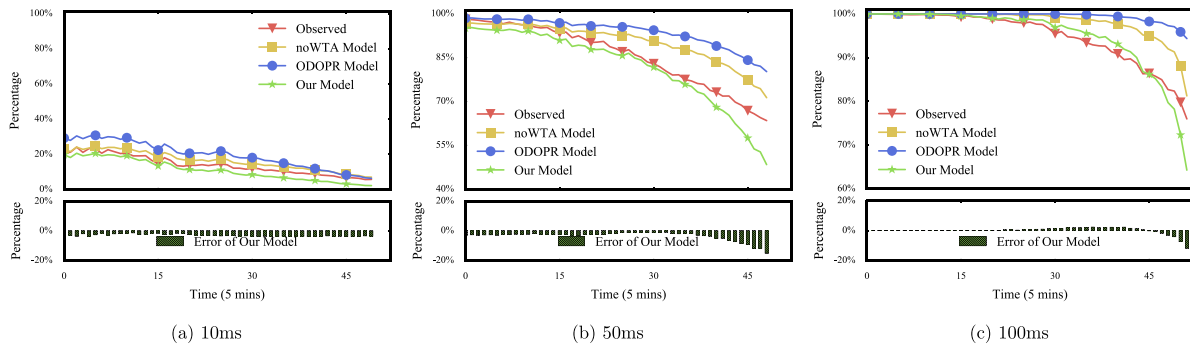 100%
80%
60%
40%
20%
0%
Percentage
Observed
noWTA Model
ODOPR Model
Our Model
20%
0%
-20%
Percentage
Error of Our Model
0
15
30
45
Time (5 mins)
(a) 10ms
100%
85%
70%
55%
40%
Percentage
Observed
noWTA Model
ODOPR Model
Our Model
20%
0%
-20%
Percentage
Error of Our Model
0
15
30
45
Time (5 mins)
(b) 50ms
100%
90%
80%
70%
60%
Percentage
Observed
noWTA Model
ODOPR Model
Our Model
20%
0%
-20%
Percentage
Error of Our Model
0
15
30
45
Time (5 mins)
(c) 100ms